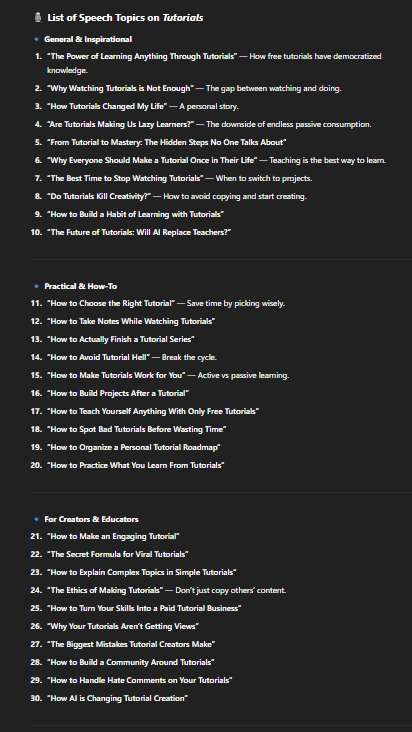 🎙️ List of Speech Topics on Tutorials
🔹 General & Inspirational
1. "The Power of Learning Anything Through Tutorials" — How free tutorials have democratized
knowledge.
2. "Why Watching Tutorials is Not Enough" — The gap between watching and doing.
3. "How Tutorials Changed My Life" — A personal story.
4. "Are Tutorials Making Us Lazy Learners?" — The downside of endless passive consumption.
5. "From Tutorial to Mastery: The Hidden Steps No One Talks About"
6. "Why Everyone Should Make a Tutorial Once in Their Life" — Teaching is the best way to learn.
7. "The Best Time to Stop Watching Tutorials" — When to switch to projects.
8. "Do Tutorials Kill Creativity?" — How to avoid copying and start creating.
9. "How to Build a Habit of Learning with Tutorials"
10. "The Future of Tutorials: Will AI Replace Teachers?"
🔹 Practical & How-To
11. "How to Choose the Right Tutorial" — Save time by picking wisely.
12. "How to Take Notes While Watching Tutorials"
13. "How to Actually Finish a Tutorial Series"
14. "How to Avoid Tutorial Hell" — Break the cycle.
15. "How to Make Tutorials Work for You" — Active vs passive learning.
16. "How to Build Projects After a Tutorial"
17. "How to Teach Yourself Anything With Only Free Tutorials"
18. "How to Spot Bad Tutorials Before Wasting Time"
19. "How to Organize a Personal Tutorial Roadmap"
20. "How to Practice What You Learn From Tutorials"
🔹 For Creators & Educators
21. "How to Make an Engaging Tutorial"
22. "The Secret Formula for Viral Tutorials"
23. "How to Explain Complex Topics in Simple Tutorials"
24. "The Ethics of Making Tutorials" — Don't just copy others' content.
25. "How to Turn Your Skills Into a Paid Tutorial Business"
26. "Why Your Tutorials Aren't Getting Views"
27. "The Biggest Mistakes Tutorial Creators Make"
28. "How to Build a Community Around Tutorials"
29. "How to Handle Hate Comments on Your Tutorials"
30. "How AI is Changing Tutorial Creation"